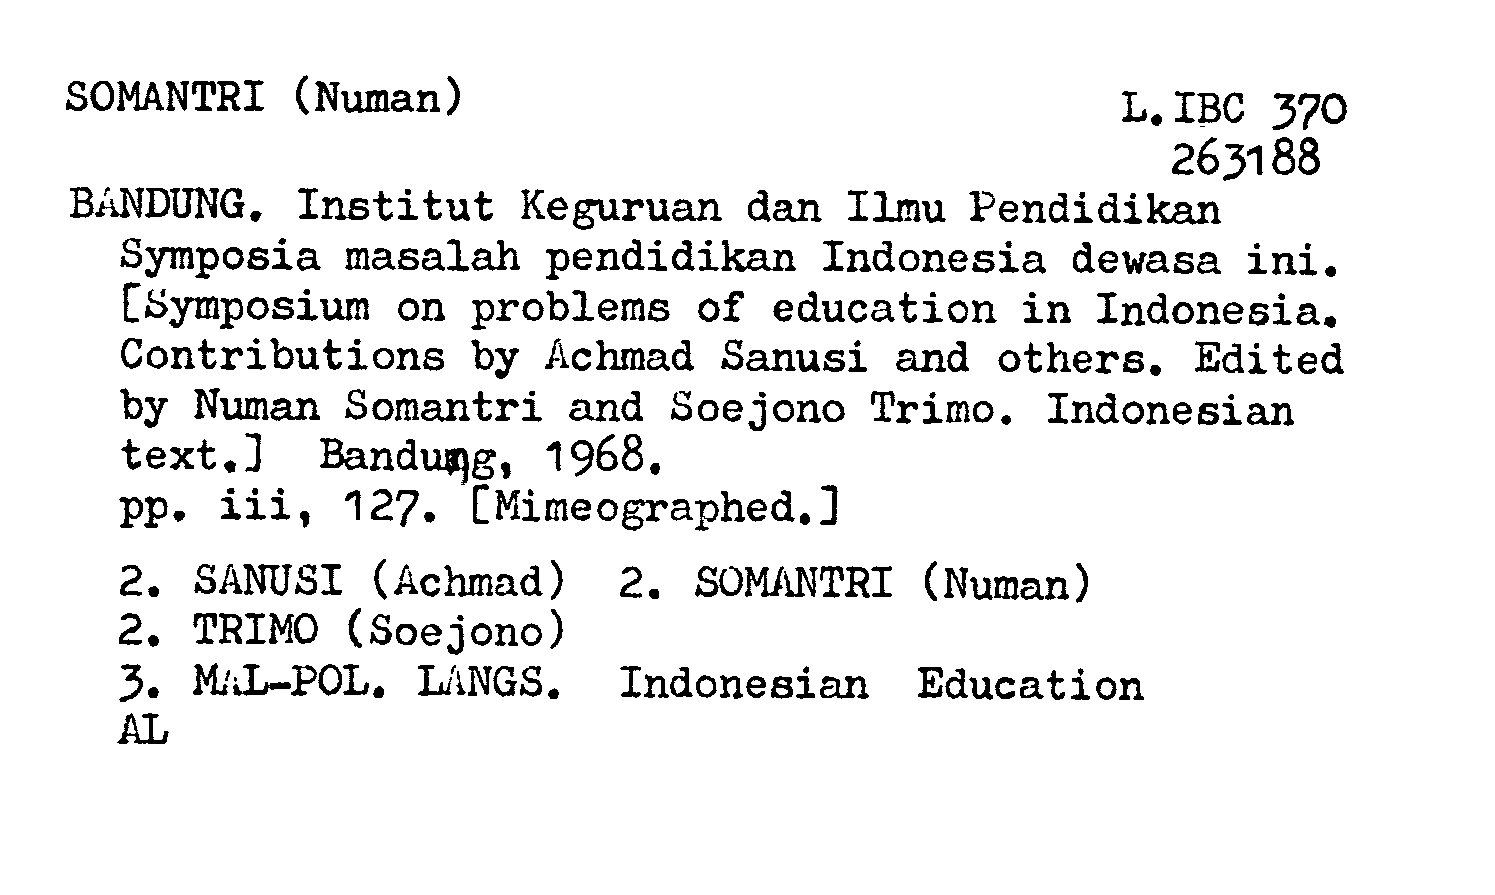 SOMANTRI (Numan)
L.IBC 370
263188
BANDUNG. Institut Keguruan dan Ilmu Pendidikan
Symposia masalah pendidikan Indonesia dewasa ini.
[Symposium on problems of education in Indonesia.
Contributions by Achmad Sanusi and others. Edited
by Numan Somantri and Soejono Trimo. Indonesian
text.] Bandung, 1968.
pp. iii, 127. [Mimeographed.]
2. SANUSI (Achmad) 2. SOMANTRI (Numan)
2. TRIMO (Soejono)
3. MAL-POL. LANGS. Indonesian Education
AL